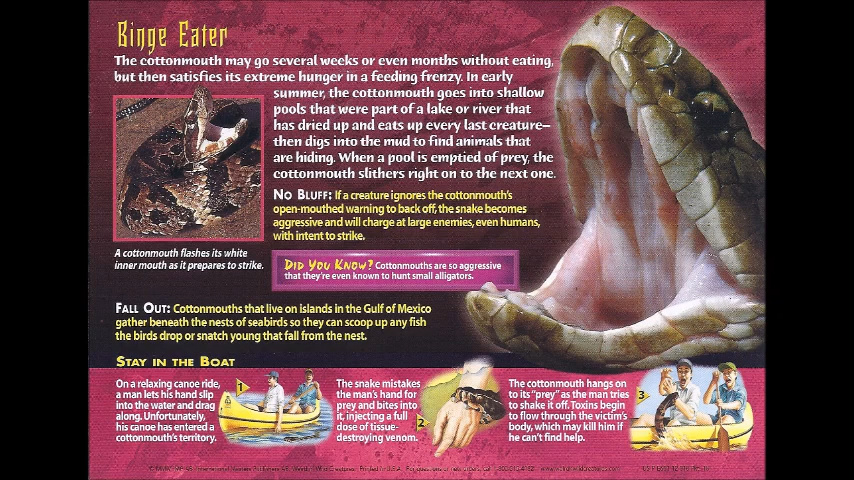 Binge Eater
The cottonmouth may go several weeks or even months without eating,
but then satisfies its extreme hunger in a feeding frenzy. In early
summer, the cottonmouth goes into shallow
pools that were part of a lake or river that
has dried up and eats up every last creature—
then digs into the mud to find animals that
are hiding. When a pool is emptied of prey, the
cottonmouth slithers right on to the next one.
NO BLUFF: If a creature ignores the cottonmouth's
open-mouthed warning to back off, the snake becomes
aggressive and will charge at large enemies, even humans,
with intent to strike.
A cottonmouth flashes its white
inner mouth as it prepares to strike.
DID YOU KNOW? Cottonmouths are so aggressive
that they're even known to hunt small alligators.
FALL OUT: Cottonmouths that live on islands in the Gulf of Mexico
gather beneath the nests of seabirds so they can scoop up any fish
the birds drop or snatch young that fall from the nest.
STAY IN THE BOAT
On a relaxing canoe ride,
a man lets his hand slip
into the water and drag
along. Unfortunately,
his canoe has entered a
cottonmouth's territory.
1
The snake mistakes
the man's hand for
prey and bites into
it, injecting a full
dose of tissue-
destroying venom.
2
The cottonmouth hangs on
to its "prey" as the man tries
to shake it off. Toxins begin
to flow through the victim's
body, which may kill him if
he can't find help.
3